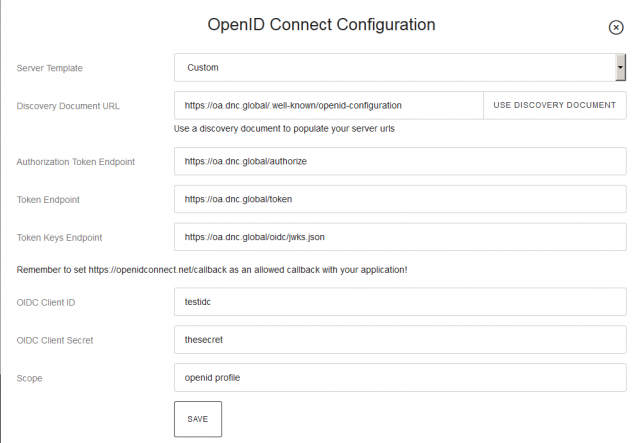 OpenID Connect Configuration
Server Template
Custom
Discovery Document URL
https://oa.dnc.global/.well-known/openid-configuration
USE DISCOVERY DOCUMENT
Use a discovery document to populate your server urls
Authorization Token Endpoint
https://oa.dnc.global/authorize
Token Endpoint
https://oa.dnc.global/token
Token Keys Endpoint
https://oa.dnc.global/oidc/jwks.json
Remember to set https://openidconnect.net/callback as an allowed callback with your application!
OIDC Client ID
testidc
OIDC Client Secret
thesecret
Scope
openid profile
SAVE